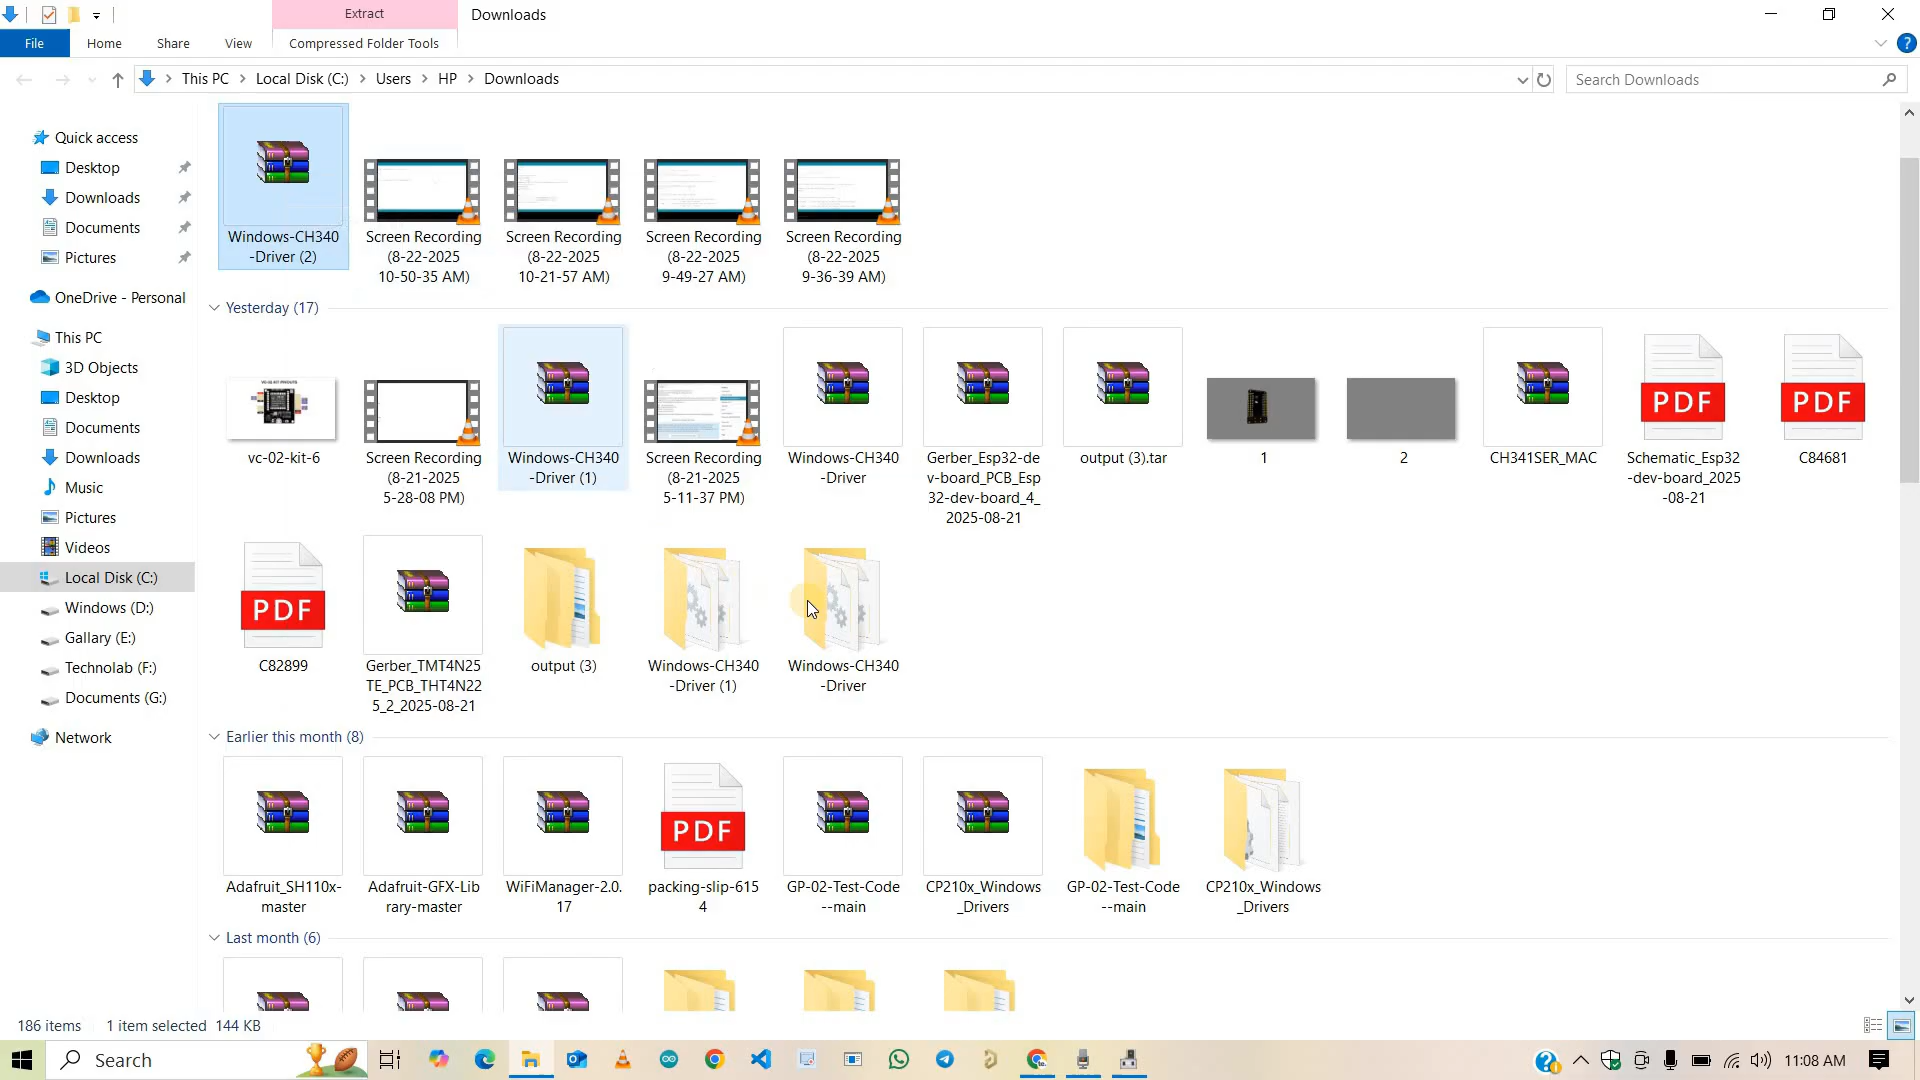 Extract
Downloads
File
Home
Share
View
Compressed Folder Tools
This PC
Local Disk (C:)
Users
HP
Downloads
Search Downloads
Quick access
Desktop
Downloads
Documents
Pictures
OneDrive - Personal
This PC
3D Objects
Desktop
Documents
Downloads
Music
Pictures
Videos
Local Disk (C:)
Windows (D:)
Gallary (E:)
Technolab (F:)
Documents (G:)
Network
Windows-CH340
-Driver (2)
Screen Recording
(8-22-2025
10-50-35 AM)
Screen Recording
(8-22-2025
10-21-57 AM)
Screen Recording
(8-22-2025
9-49-27 AM)
Screen Recording
(8-22-2025
9-36-39 AM)
Yesterday (17)
vc-02-kit-6
Screen Recording
(8-21-2025
5-28-08 PM)
Windows-CH340
-Driver (1)
Screen Recording
(8-21-2025
5-11-37 PM)
Windows-CH340
-Driver
Gerber_Esp32-de
v-board_PCB_Esp
32-dev-board_4_
2025-08-21
output (3).tar
1
2
CH341SER_MAC
PDF
Schematic_Esp32
-dev-board_2025
-08-21
PDF
C84681
PDF
C82899
Gerber_TMT4N25
TE_PCB_THT4N22
5_2_2025-08-21
output (3)
Windows-CH340
-Driver (1)
Windows-CH340
-Driver
Earlier this month (8)
Adafruit_SH110x-
master
Adafruit-GFX-Lib
rary-master
WiFiManager-2.0.
17
PDF
packing-slip-615
4
GP-02-Test-Code
--main
CP210x_Windows
_Drivers
GP-02-Test-Code
--main
CP210x_Windows
_Drivers
Last month (6)
186 items
1 item selected 144 KB
Search
11:08 AM